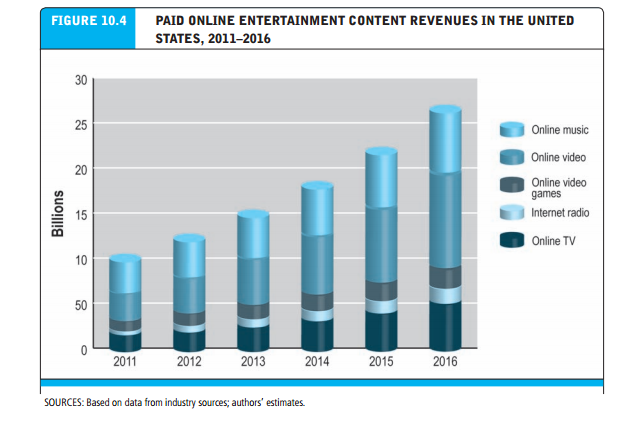 FIGURE 10.4
PAID ONLINE ENTERTAINMENT CONTENT REVENUES IN THE UNITED
STATES, 2011–2016
30
25
20
15
10
50
0
Billions
2011
2012
2013
2014
2015
2016
Online music
Online video
Online video
games
Internet radio
Online TV
SOURCES: Based on data from industry sources; authors’ estimates.